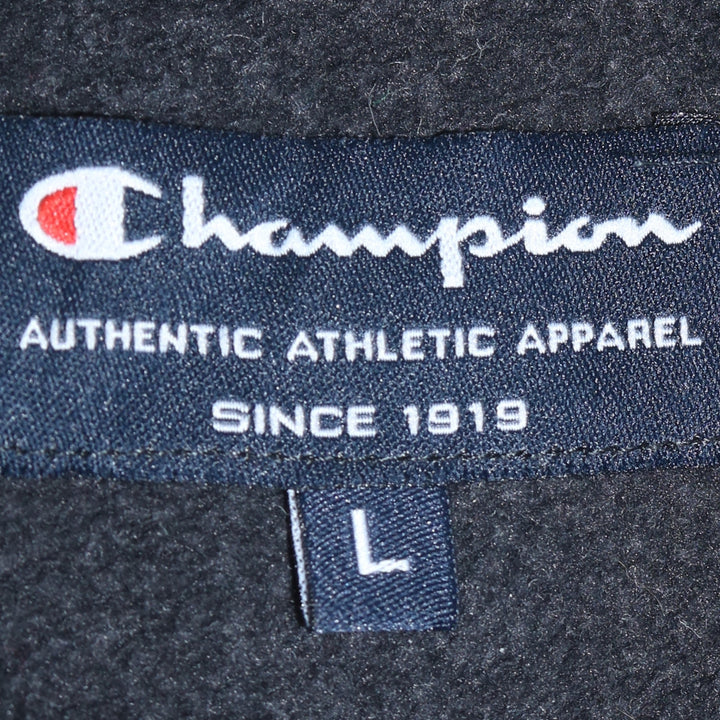 Champion
AUTHENTIC ATHLETIC APPAREL
SINCE 1919
L